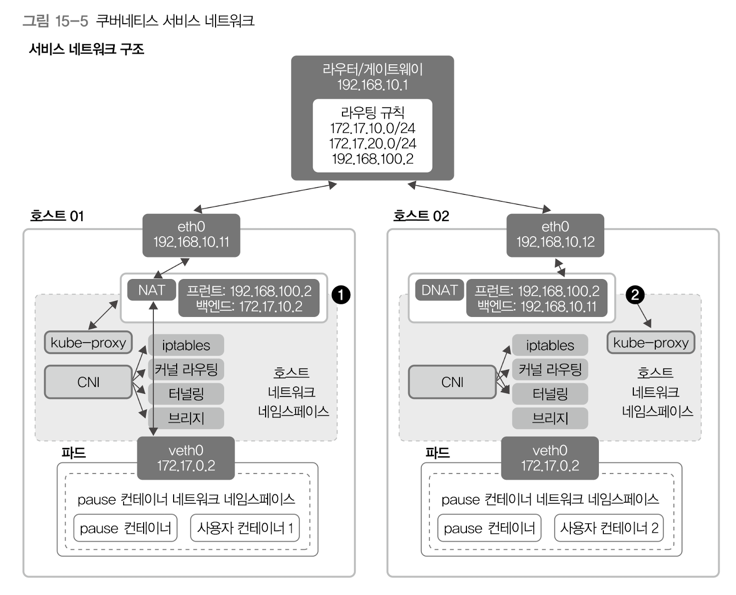 그림 15-5 쿠버네티스 서비스 네트워크
서비스 네트워크 구조
라우터/게이트웨이
192.168.10.1
라우팅 규칙
172.17.10.0/24
172.17.20.0/24
192.168.100.2
호스트 01
eth0
192.168.10.11
NAT
프런트: 192.168.100.2
백엔드: 172.17.10.2
1
kube-proxy
CNI
iptables
커널 라우팅
터널링
브리지
호스트
네트워크
네임스페이스
파드
veth0
172.17.0.2
pause 컨테이너 네트워크 네임스페이스
pause 컨테이너
사용자 컨테이너 1
호스트 02
eth0
192.168.10.12
DNAT
프런트: 192.168.100.2
백엔드: 192.168.10.11
2
kube-proxy
CNI
iptables
커널 라우팅
터널링
브리지
호스트
네트워크
네임스페이스
파드
veth0
172.17.0.2
pause 컨테이너 네트워크 네임스페이스
pause 컨테이너
사용자 컨테이너 2